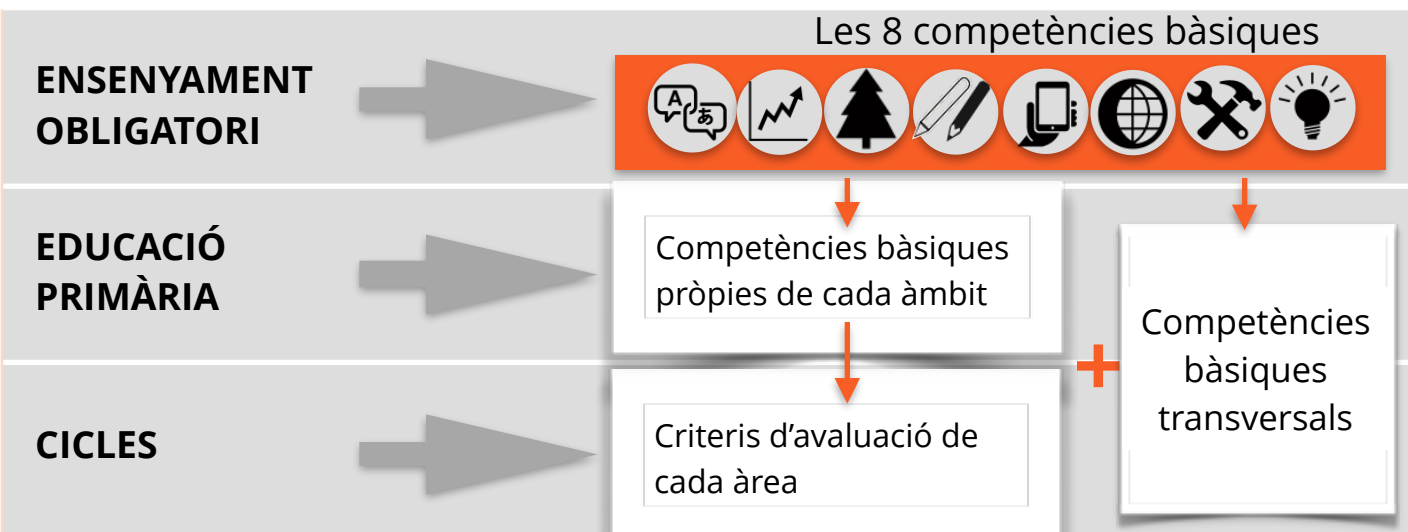 Les 8 competències bàsiques
ENSENYAMENT
OBLIGATORI
A
あ
EDUCACIÓ
PRIMÀRIA
Competències bàsiques
pròpies de cada àmbit
+
Competències
bàsiques
transversals
CICLES
Criteris d’avaluació de
cada àrea